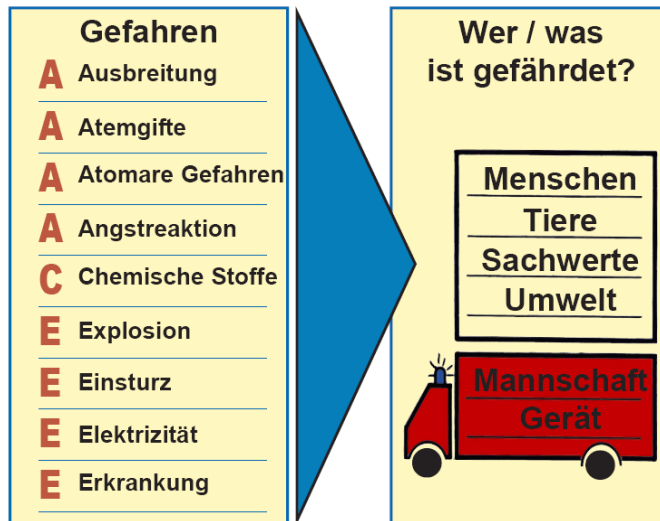 Gefahren
A Ausbreitung
A Atemgifte
A Atomare Gefahren
A Angstreaktion
C Chemische Stoffe
E Explosion
E Einsturz
E Elektrizität
E Erkrankung
Wer / was
ist gefährdet?
Menschen
Tiere
Sachwerte
Umwelt
Mannschaft
Gerät